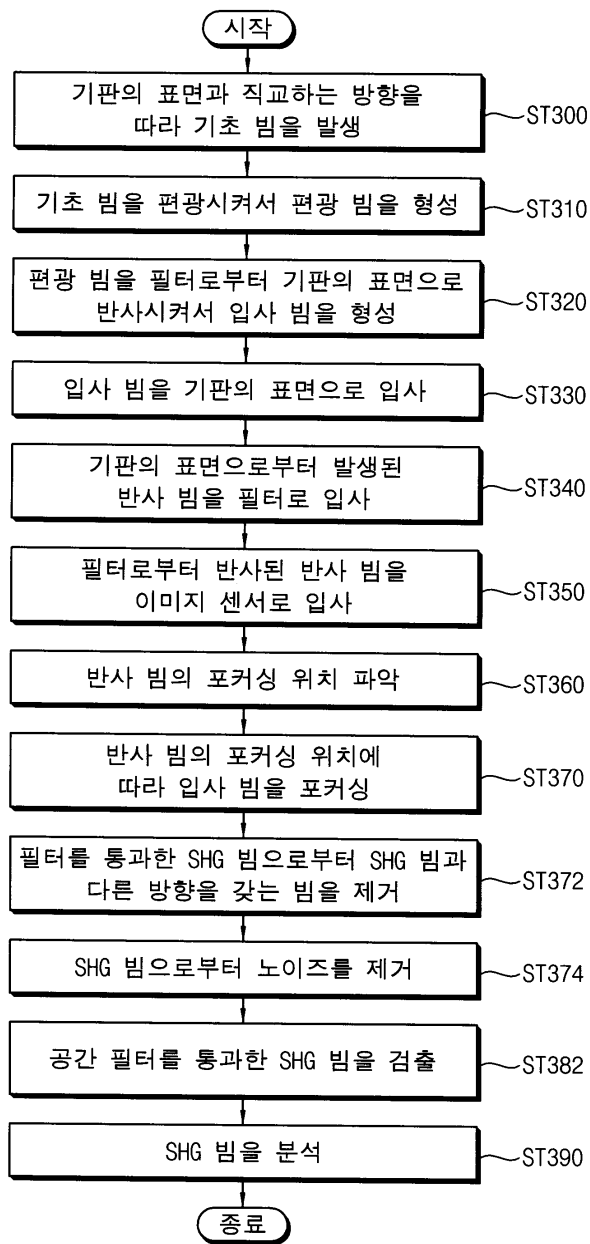 시작
기판의 표면과 직교하는 방향을
따라 기초 빔을 발생
ST300
기초 빔을 편광시켜서 편광 빔을 형성
ST310
편광 빔을 필터로부터 기판의 표면으로
반사시켜서 입사 빔을 형성
ST320
입사 빔을 기판의 표면으로 입사
ST330
기판의 표면으로부터 발생된
반사 빔을 필터로 입사
ST340
필터로부터 반사된 반사 빔을
이미지 센서로 입사
ST350
반사 빔의 포커싱 위치 파악
ST360
반사 빔의 포커싱 위치에
따라 입사 빔을 포커싱
ST370
필터를 통과한 SHG 빔으로부터 SHG 빔과
다른 방향을 갖는 빔을 제거
ST372
SHG 빔으로부터 노이즈를 제거
ST374
공간 필터를 통과한 SHG 빔을 검출
ST382
SHG 빔을 분석
ST390
종료